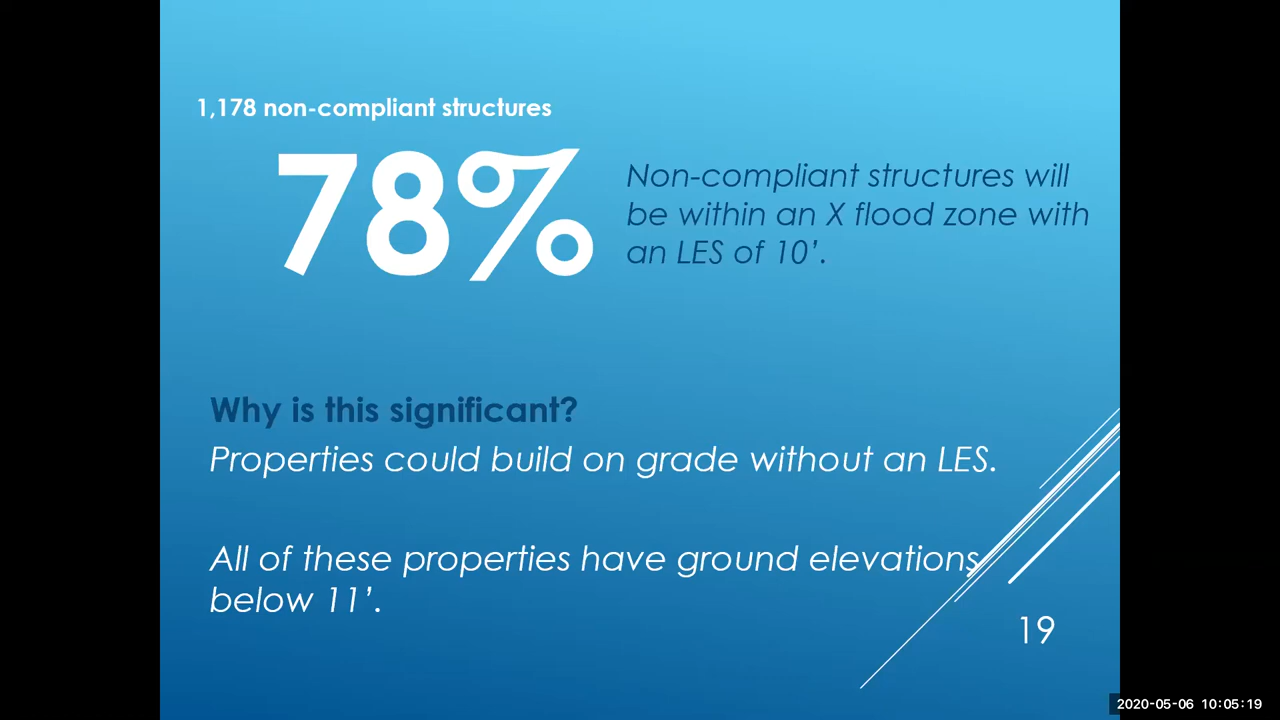 1,178 non-compliant structures
78%
Non-compliant structures will
be within an X flood zone with
an LES of 10’.
Why is this significant?
Properties could build on grade without an LES.
All of these properties have ground elevations
below 11’.
19
2020-05-06 10:05:19